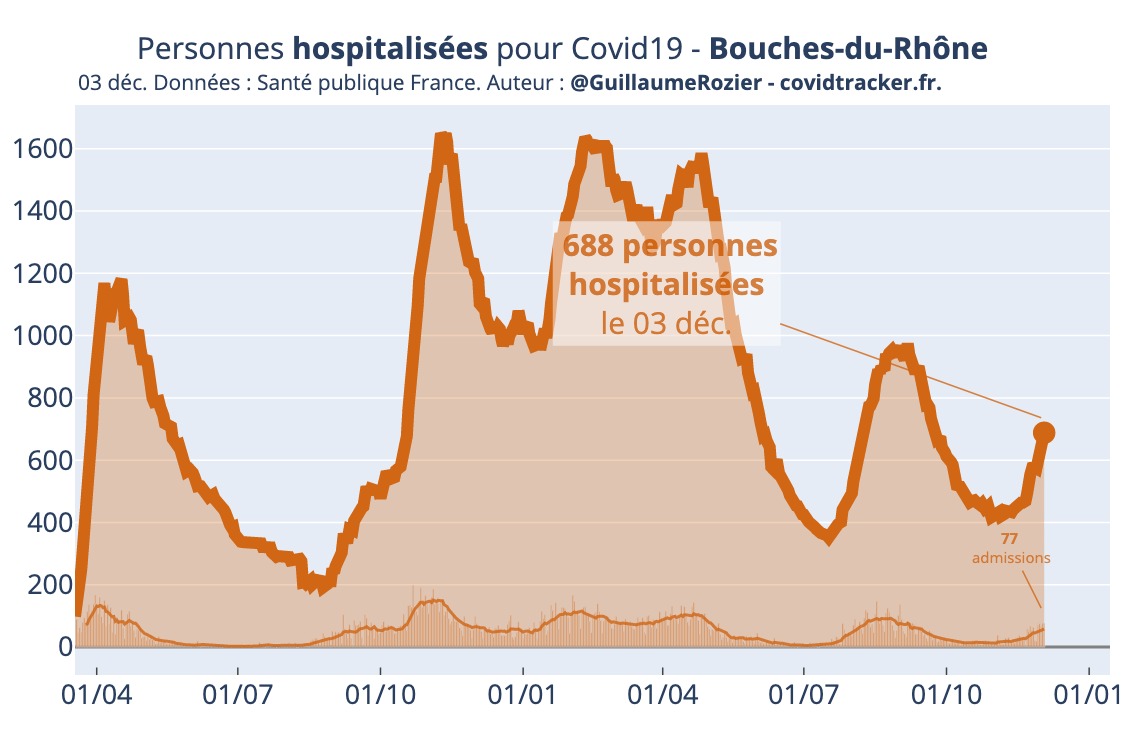 Personnes hospitalisées pour Covid19 - Bouches-du-Rhône
03 déc. Données : Santé publique France. Auteur : @GuillaumeRozier - covidtracker.fr.
1600
1400
1200
1000
800
600
400
200
0
688 personnes
hospitalisées
le 03 déc.
77
admissions
01/04 01/07 01/10 01/01 01/04 01/07 01/10 01/01